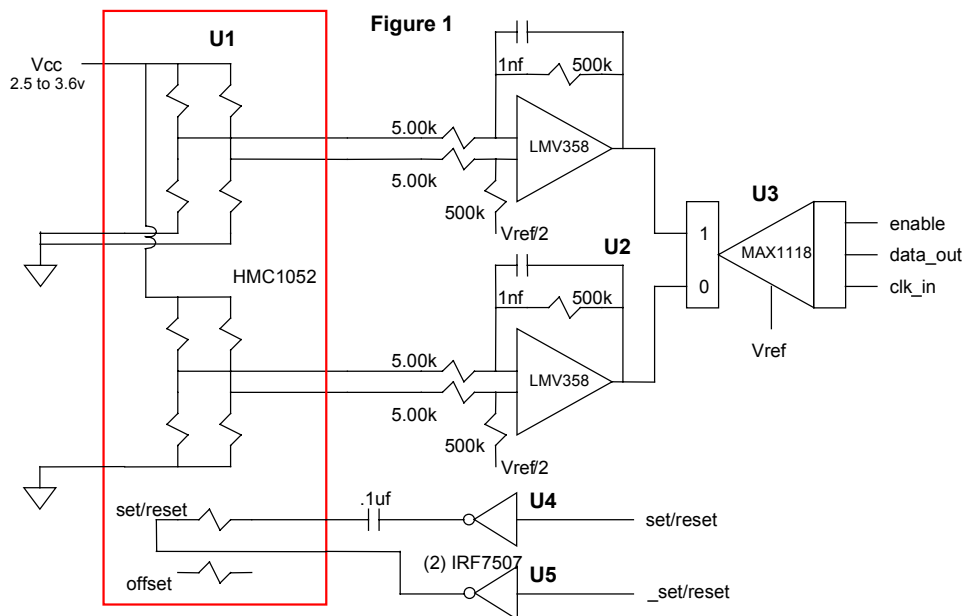 Figure 1
U1
Vcc
2.5 to 3.6v
1nf
500k
5.00k
LMV358
5.00k
500k
Vref/2
U2
U3
1
0
MAX1118
enable
data_out
clk_in
Vref
HMC1052
1nf
500k
5.00k
LMV358
5.00k
500k
Vref/2
set/reset
.1uf
U4
set/reset
(2) IRF7507
offset
U5
_set/reset